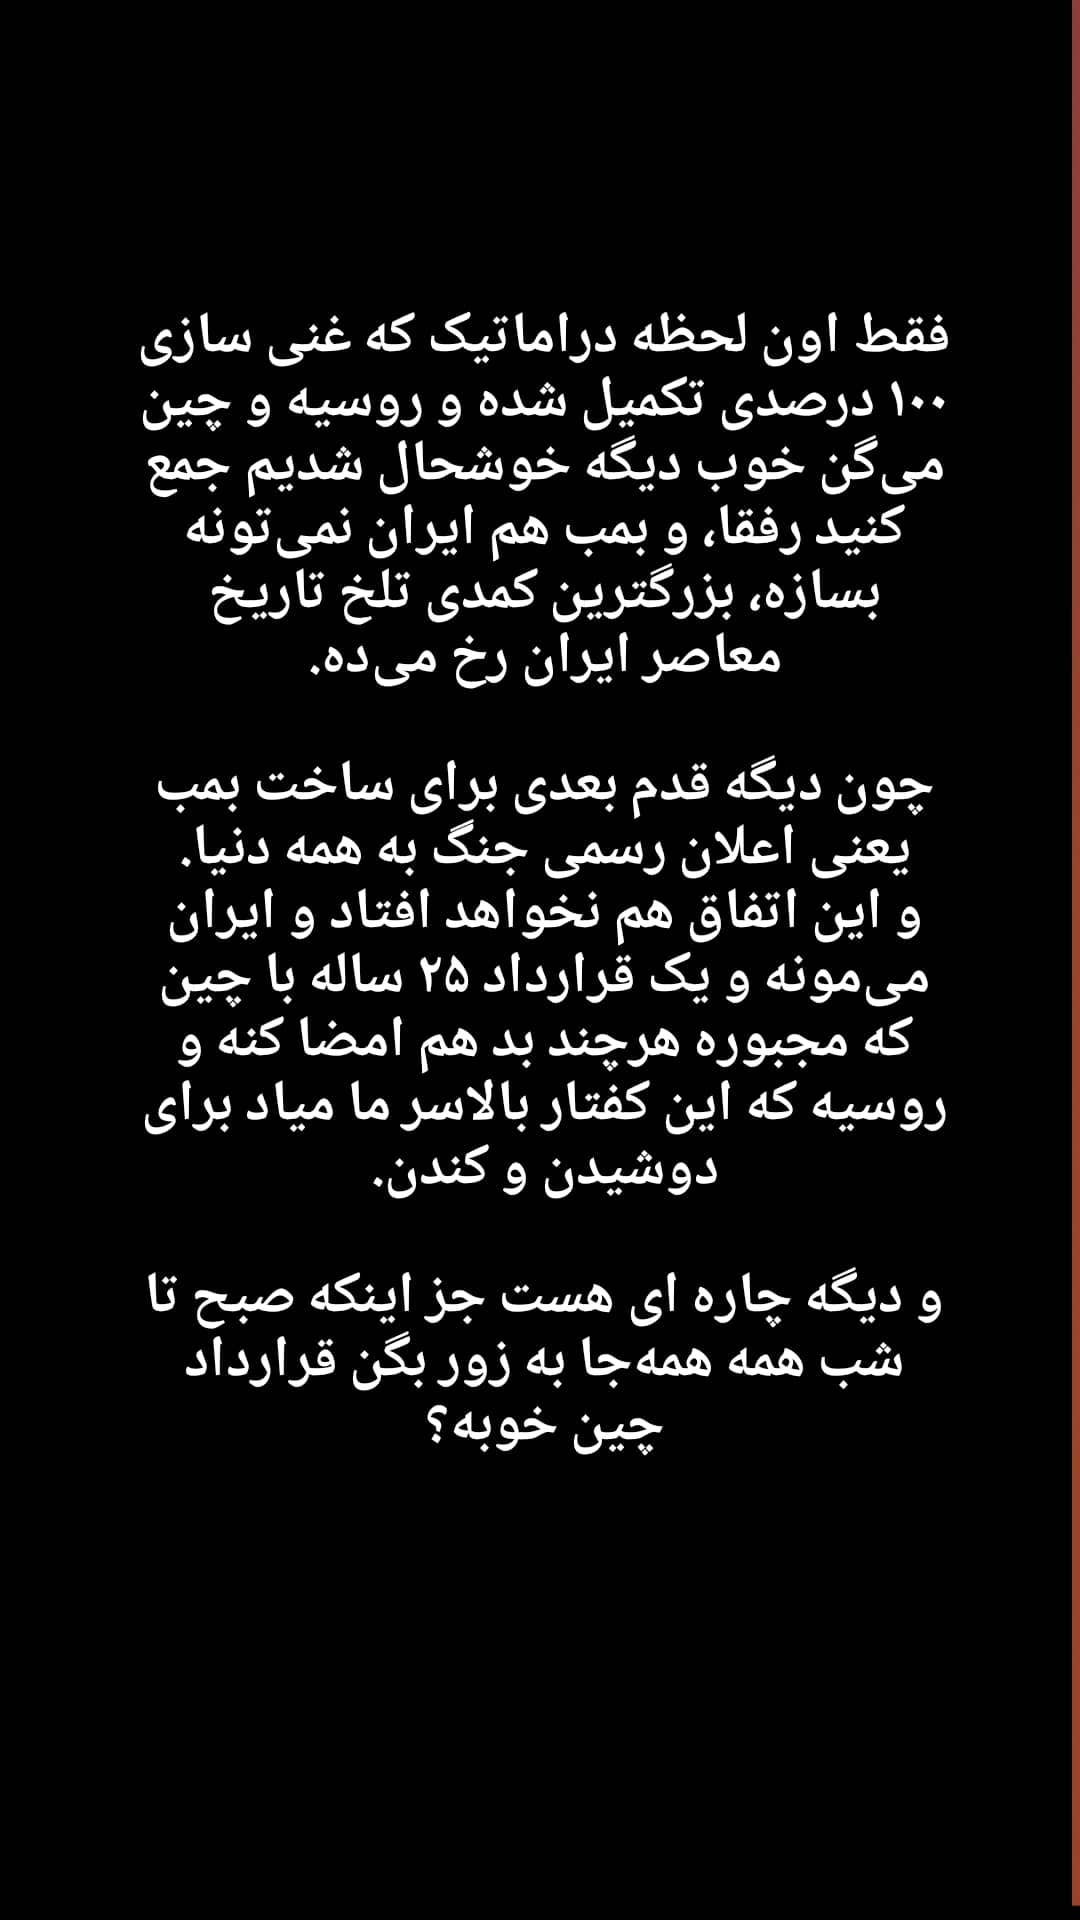 فقط اون لحظه دراماتیک که غنی سازی
۱۰۰ درصدی تکمیل شده و روسیه و چین
می‌گن خوب دیگه خوشحال شدیم جمع
کنید رفقا، و بمب هم ایران نمی‌تونه
بسازه، بزرگترین کمدی تلخ تاریخ
معاصر ایران رخ می‌ده.
چون دیگه قدم بعدی برای ساخت بمب
یعنی اعلان رسمی جنگ به همه دنیا.
و این اتفاق هم نخواهد افتاد و ایران
می‌مونه و یک قرارداد ۲۵ ساله با چین
که مجبوره هرچند بد هم امضا کنه و
روسیه که این کفتار بالاسر ما میاد برای
دوشیدن و کندن.
و دیگه چاره ای هست جز اینکه صبح تا
شب همه همه‌جا به زور بگن قرارداد
چین خوبه؟